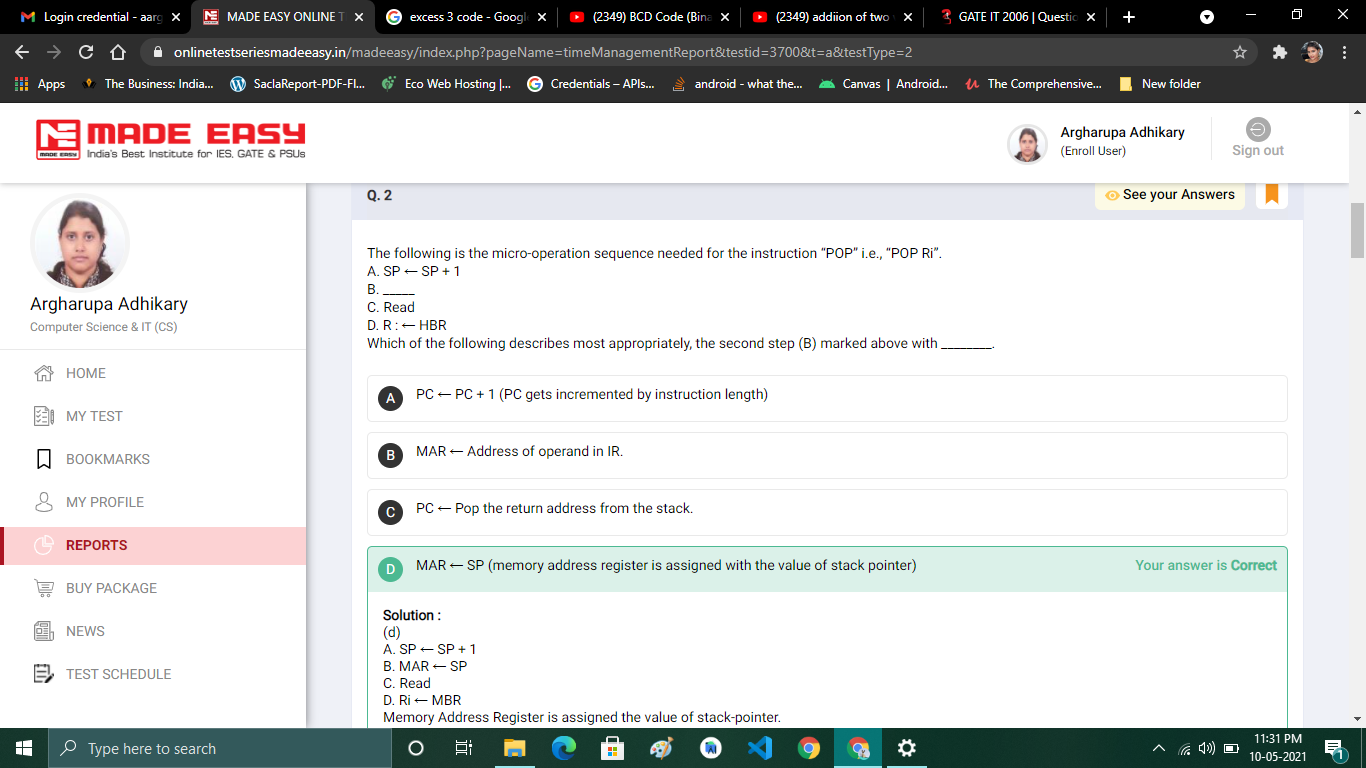 Login credential - aarg
MADE EASY ONLINE T
excess 3 code - Googl
(2349) BCD Code (Bina
(2349) addiion of two
GATE IT 2006 | Questic
onlinetestseriesmadeeasy.in/madeeasy/index.php?pageName=timeManagementReport&testid=3700&t=a&testType=2
Apps
The Business: India...
SaclaReport-PDF-Fl...
Eco Web Hosting |...
Credentials – APIs...
android - what the...
Canvas | Android...
The Comprehensive...
New folder
MADE EASY
MADE EASY
India's Best Institute for IES, GATE & PSUs
Argharupa Adhikary
(Enroll User)
Sign out
Argharupa Adhikary
Computer Science & IT (CS)
HOME
MY TEST
BOOKMARKS
MY PROFILE
REPORTS
BUY PACKAGE
NEWS
TEST SCHEDULE
Q. 2
See your Answers
The following is the micro-operation sequence needed for the instruction “POP” i.e., “POP Ri”.
A. SP ← SP + 1
B. _____
C. Read
D. R : ← HBR
Which of the following describes most appropriately, the second step (B) marked above with ________.
A PC ← PC + 1 (PC gets incremented by instruction length)
B MAR ← Address of operand in IR.
C PC ← Pop the return address from the stack.
D MAR ← SP (memory address register is assigned with the value of stack pointer) Your answer is Correct
Solution :
(d)
A. SP ← SP + 1
B. MAR ← SP
C. Read
D. Ri ← MBR
Memory Address Register is assigned the value of stack-pointer.
Type here to search
11:31 PM
10-05-2021
1